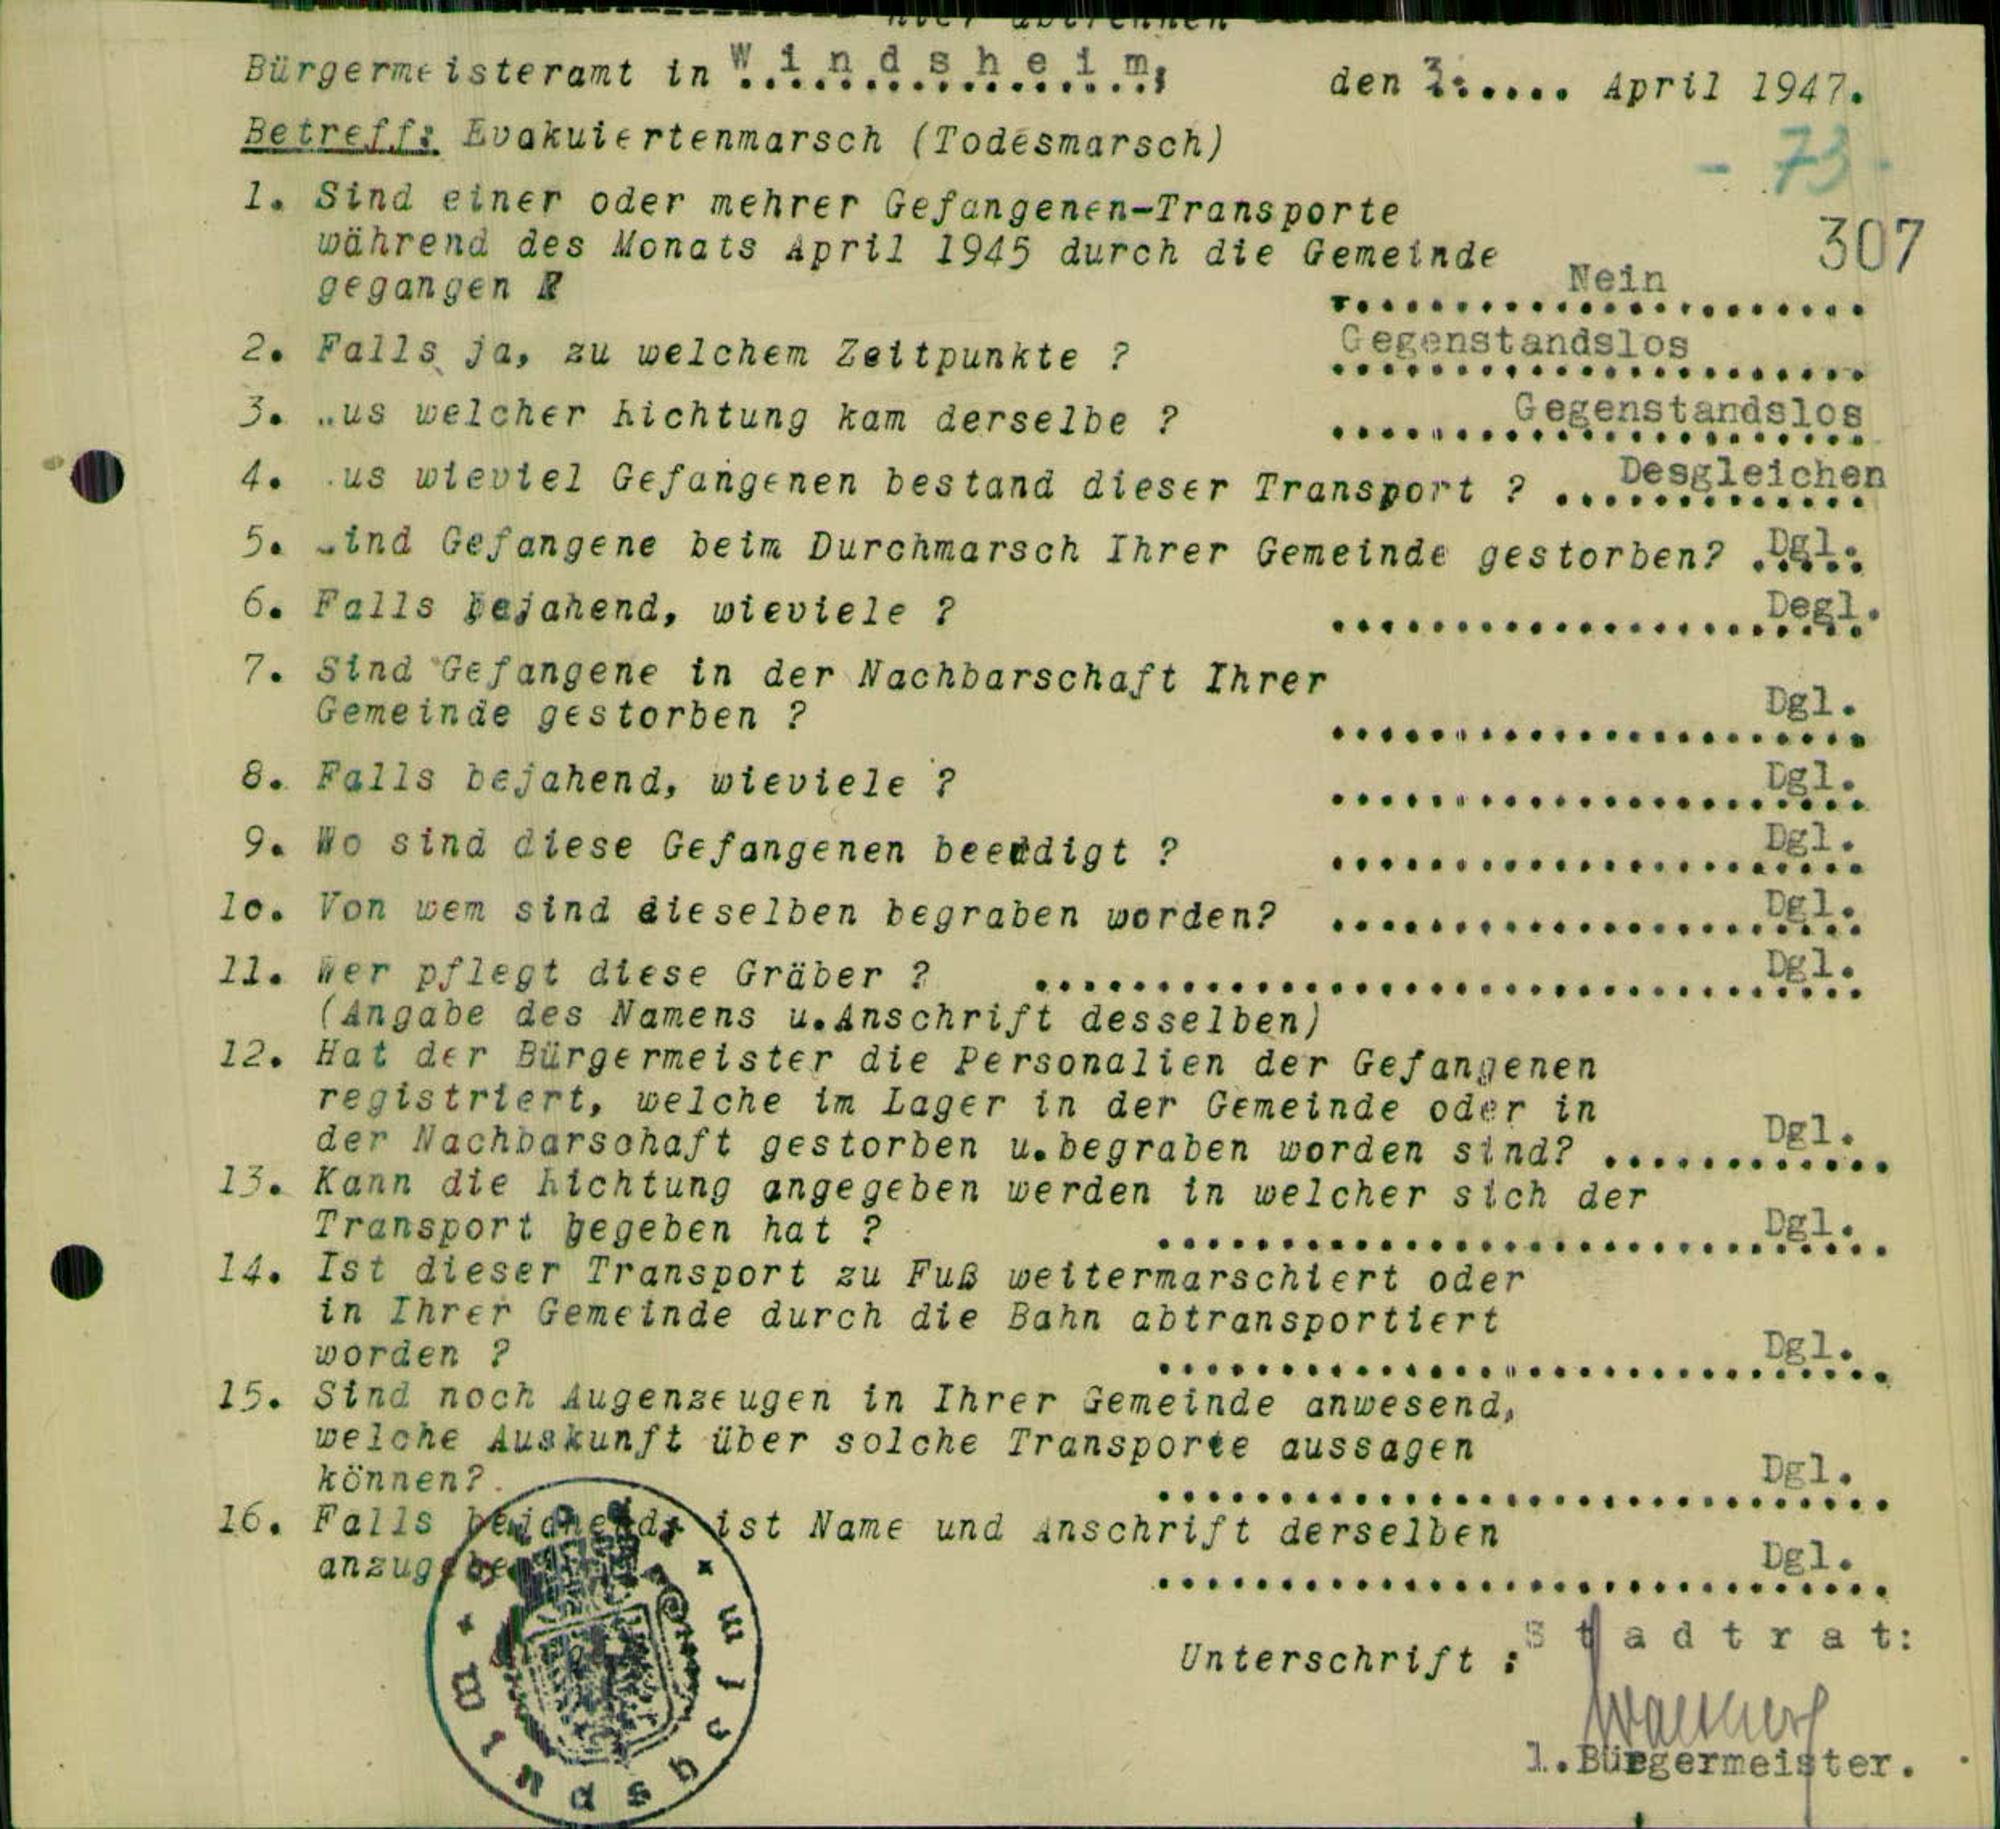 hier abtrennen
Bürgermeisteramt in Windsheim, den 3. April 1947.
Betreff: Evakuiertenmarsch (Todesmarsch)
- 73 -
1. Sind einer oder mehrer Gefangenen-Transporte
307
während des Monats April 1945 durch die Gemeinde
gegangen ? Nein
2. Falls ja, zu welchem Zeitpunkte ? Gegenstandslos
3. us welcher Richtung kam derselbe ? Gegenstandslos
4. us wieviel Gefangenen bestand dieser Transport ? Desgleichen
5. ind Gefangene beim Durchmarsch Ihrer Gemeinde gestorben? Dgl.
6. Falls bejahend, wieviele ? Degl.
7. Sind Gefangene in der Nachbarschaft Ihrer
Gemeinde gestorben ? Dgl.
8. Falls bejahend, wieviele ? Dgl.
9. Wo sind diese Gefangenen beerdigt ? Dgl.
10. Von wem sind dieselben begraben worden? Dgl.
11. Wer pflegt diese Gräber ? Dgl.
(Angabe des Namens u.Anschrift desselben)
12. Hat der Bürgermeister die Personalien der Gefangenen
registriert, welche im Lager in der Gemeinde oder in
der Nachbarschaft gestorben u.begraben worden sind? Dgl.
13. Kann die Richtung angegeben werden in welcher sich der
Transport begeben hat ? Dgl.
14. Ist dieser Transport zu Fuß weitermarschiert oder
in Ihrer Gemeinde durch die Bahn abtransportiert
worden ? Dgl.
15. Sind noch Augenzeugen in Ihrer Gemeinde anwesend,
welche Auskunft über solche Transporte aussagen
können? Dgl.
16. Falls bejahend, ist Name und Anschrift derselben
anzugeben Dgl.
Unterschrift : Stadtrat:
1.Bürgermeister.
Windsheim